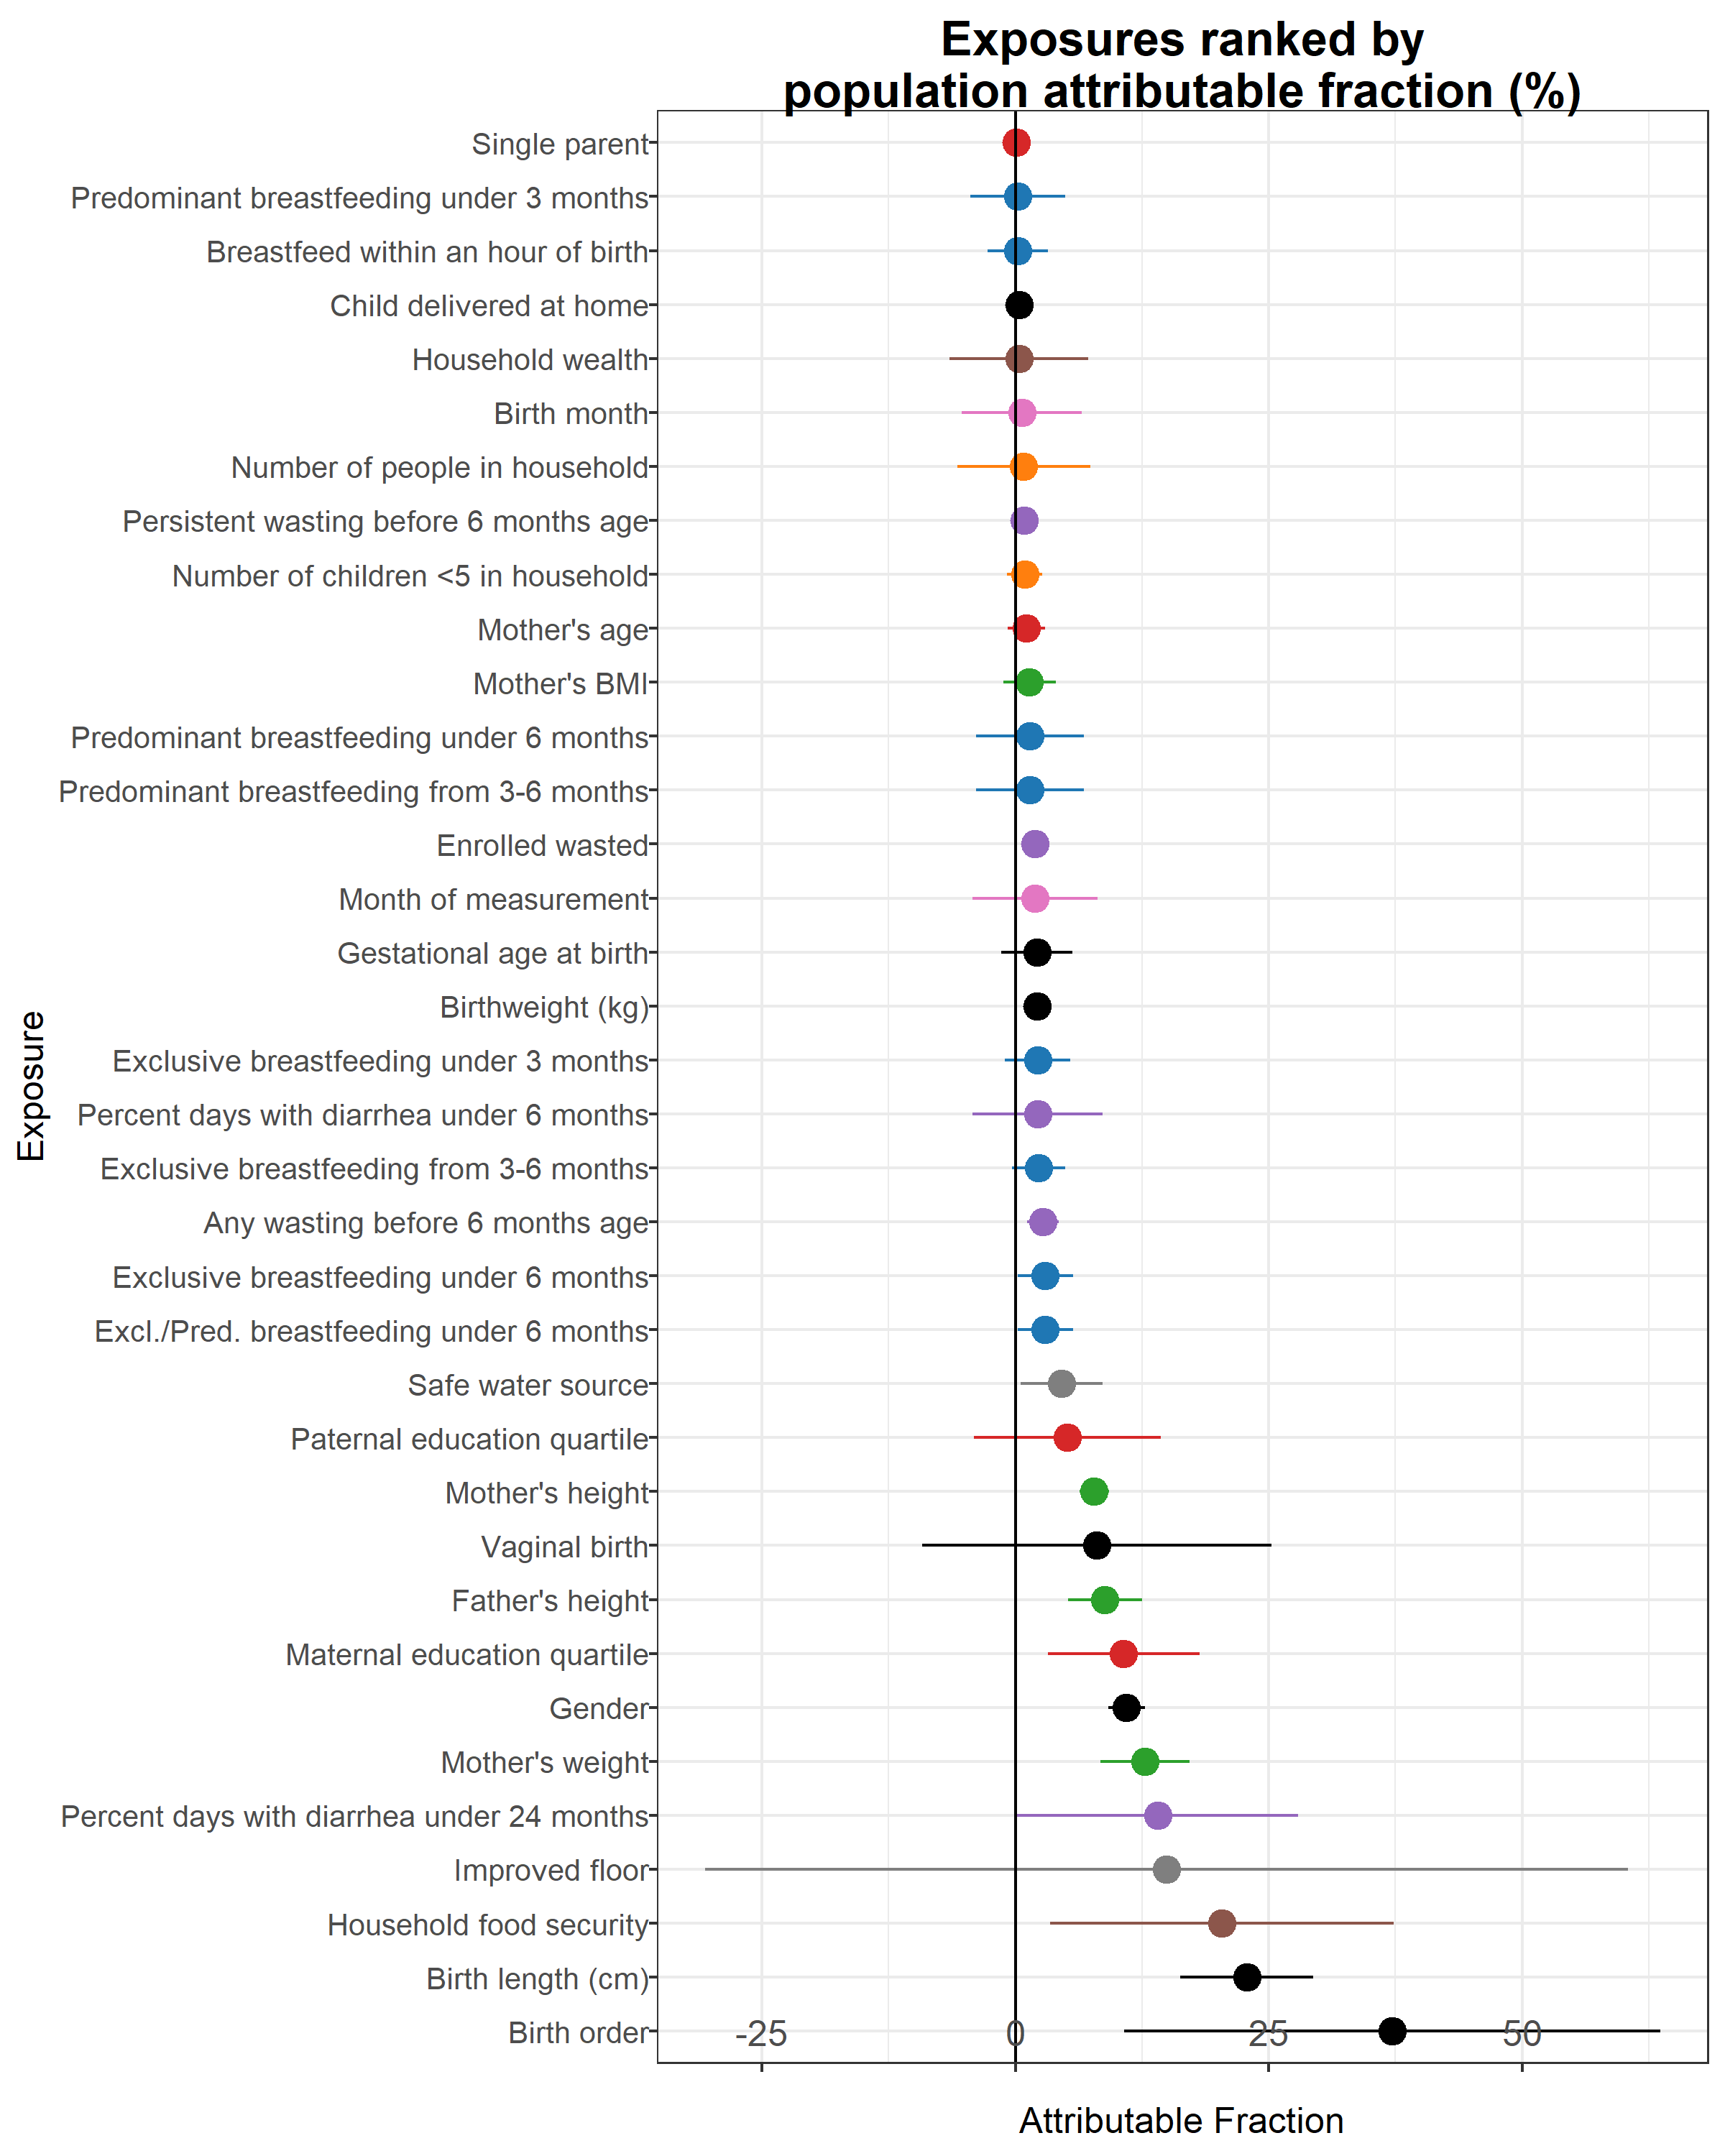 Exposures ranked by
population attributable fraction (%)
Single parent
Predominant breastfeeding under 3 months
Breastfeed within an hour of birth
Child delivered at home
Household wealth
Birth month
Number of people in household
Persistent wasting before 6 months age
Number of children <5 in household
Mother's age
Mother's BMI
Predominant breastfeeding under 6 months
Predominant breastfeeding from 3-6 months
Enrolled wasted
Month of measurement
Gestational age at birth
Birthweight (kg)
Exclusive breastfeeding under 3 months
Percent days with diarrhea under 6 months
Exclusive breastfeeding from 3-6 months
Any wasting before 6 months age
Exclusive breastfeeding under 6 months
Excl./Pred. breastfeeding under 6 months
Safe water source
Paternal education quartile
Mother's height
Vaginal birth
Father's height
Maternal education quartile
Gender
Mother's weight
Percent days with diarrhea under 24 months
Improved floor
Household food security
Birth length (cm)
Birth order
Exposure
-25 0 25 50
Attributable Fraction